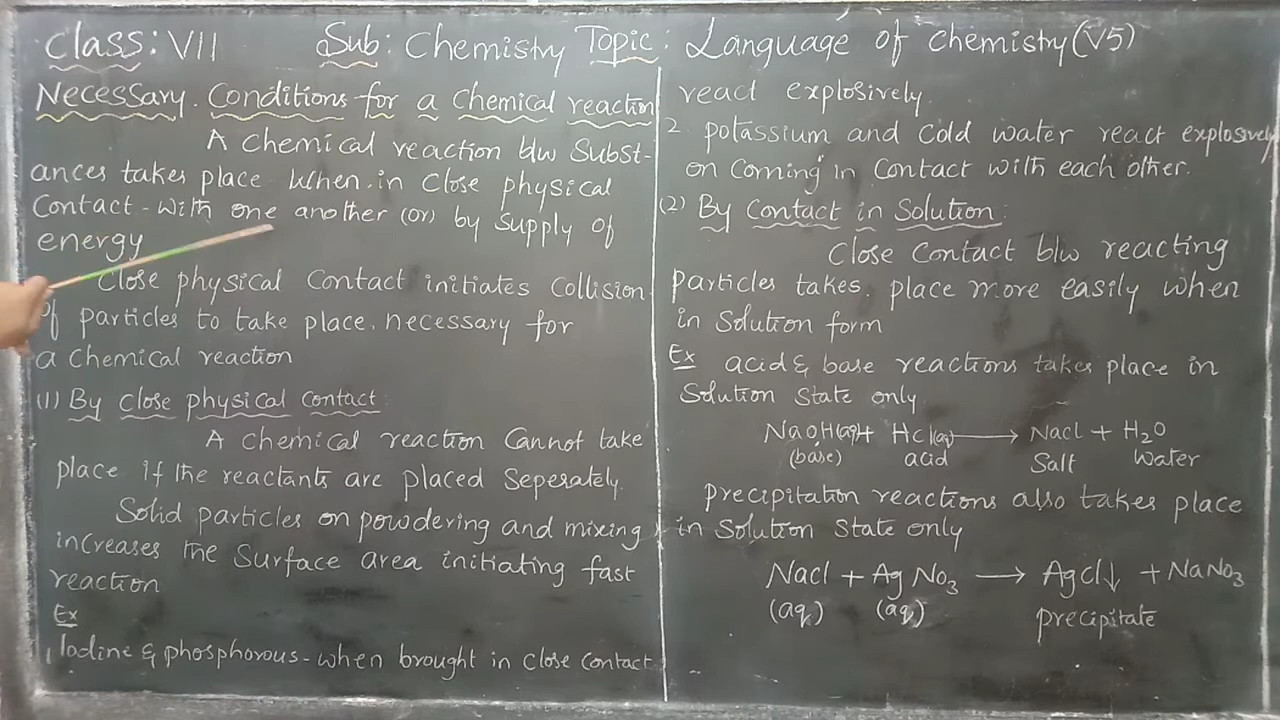 Class: VII Sub: Chemistry Topic: Language of chemistry(V5)
Necessary Conditions for a Chemical reaction
A chemical reaction b/w Subst-
ances takes place when in close physical
Contact with one another (or) by supply of
energy
Close physical Contact initiates Collision
of particles to take place. necessary for
a chemical reaction
(1) By close physical contact:
A chemical reaction Cannot take
place if the reactants are placed Seperately.
Solid particles on powdering and mixing
increases the Surface area initiating fast
reaction
Ex
1, Iodine & phosphorous - when brought in close contact
react explosively.
2. potassium and Cold water react explosively
on Coming in Contact with each other.
(2) By Contact in Solution:
Close Contact b/w reacting
particles takes place more easily when
in Solution form
Ex acid & base reactions takes place in
Solution State only
NaOH(aq)+ Hcl(aq) ⟶ Nacl + H₂O
(base) acid Salt Water
precipitation reactions also takes place
in Solution State only
Nacl + AgNO₃ ⟶ Agcl↓ + NaNO₃
(aq) (aq) precipitate